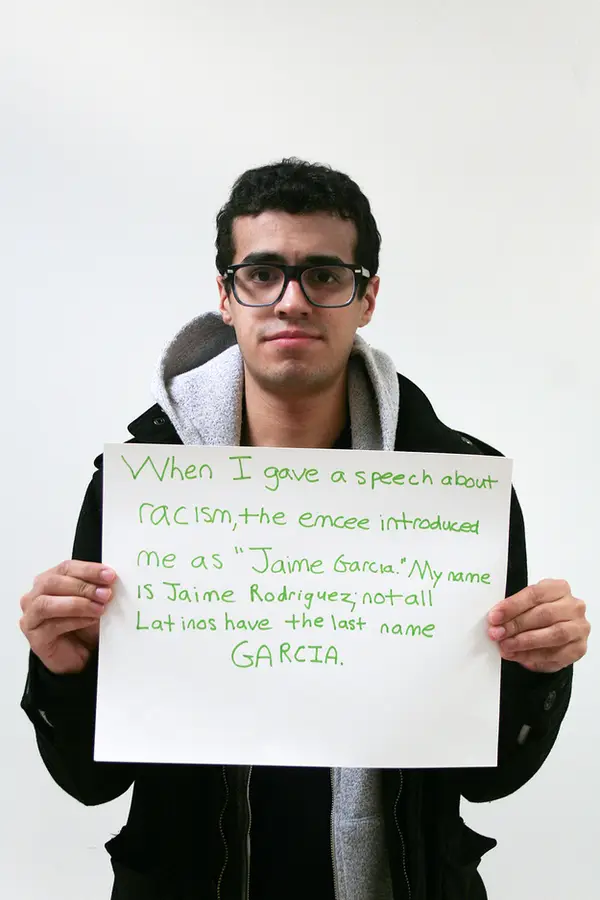 When I gave a speech about
racism, the emcee introduced
me as "Jaime Garcia." My name
is Jaime Rodriguez; not all
Latinos have the last name
GARCIA.